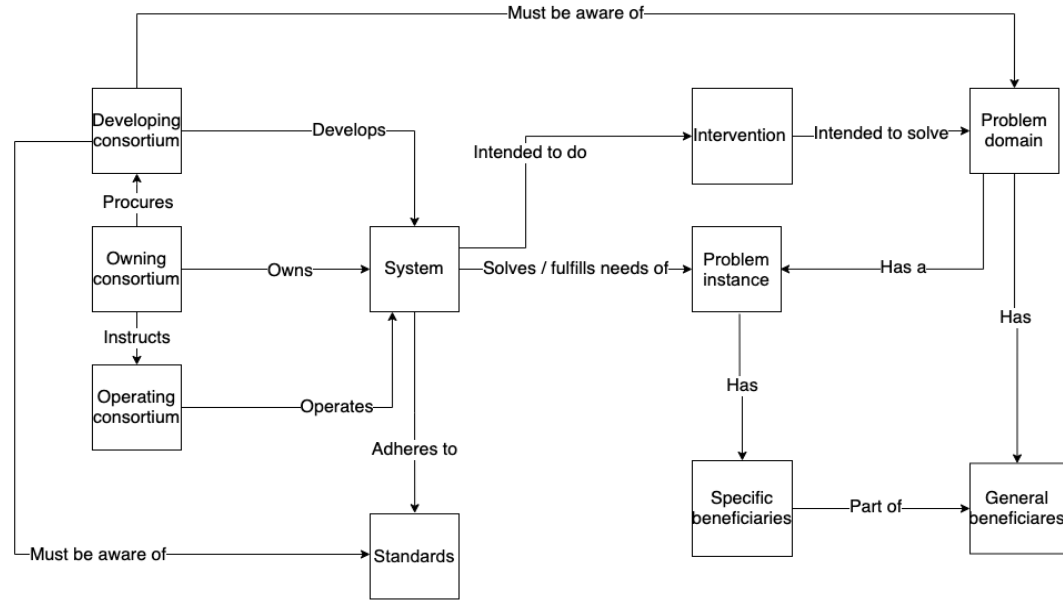 Must be aware of
Developing
consortium
Develops
Intervention
Intended to solve
Problem
domain
Intended to do
Procures
Owning
consortium
Owns
System
Solves / fulfills needs of
Problem
instance
Has a
Instructs
Has
Operating
consortium
Operates
Has
Adheres to
Specific
beneficiaries
Part of
General
beneficiares
Must be aware of
Standards